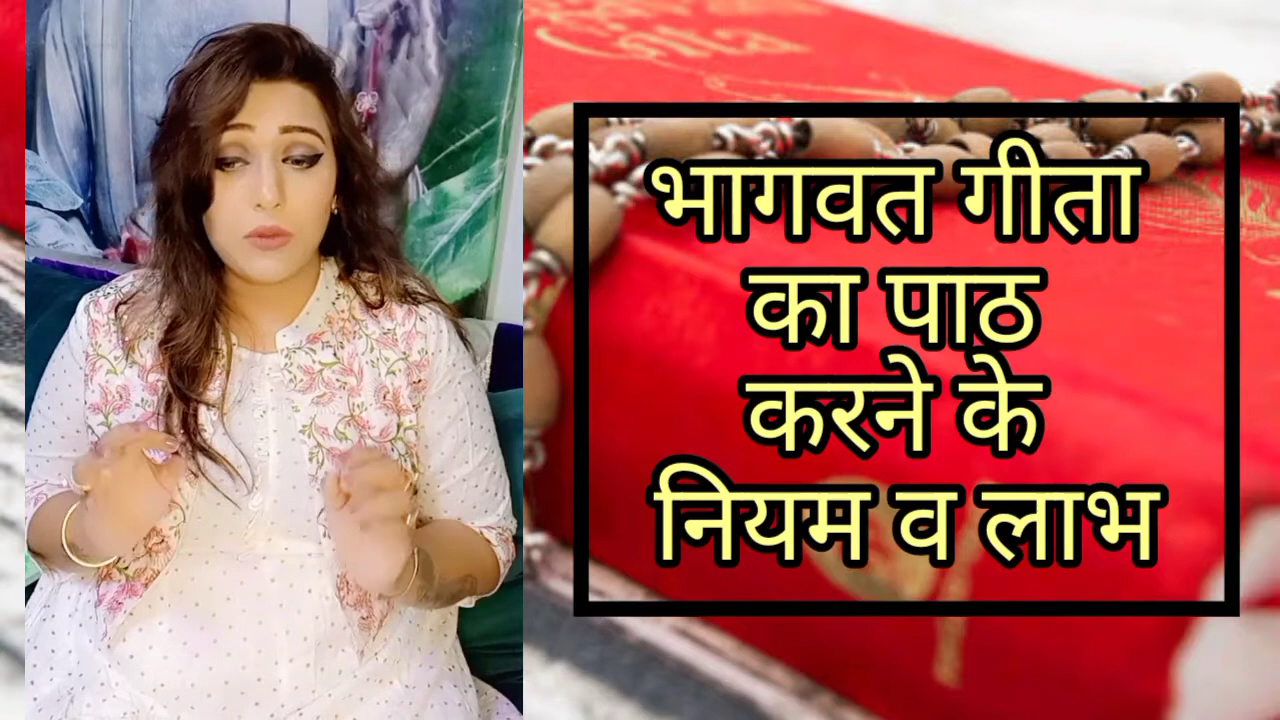 भागवत गीता
का पाठ
करने के
नियम व लाभ